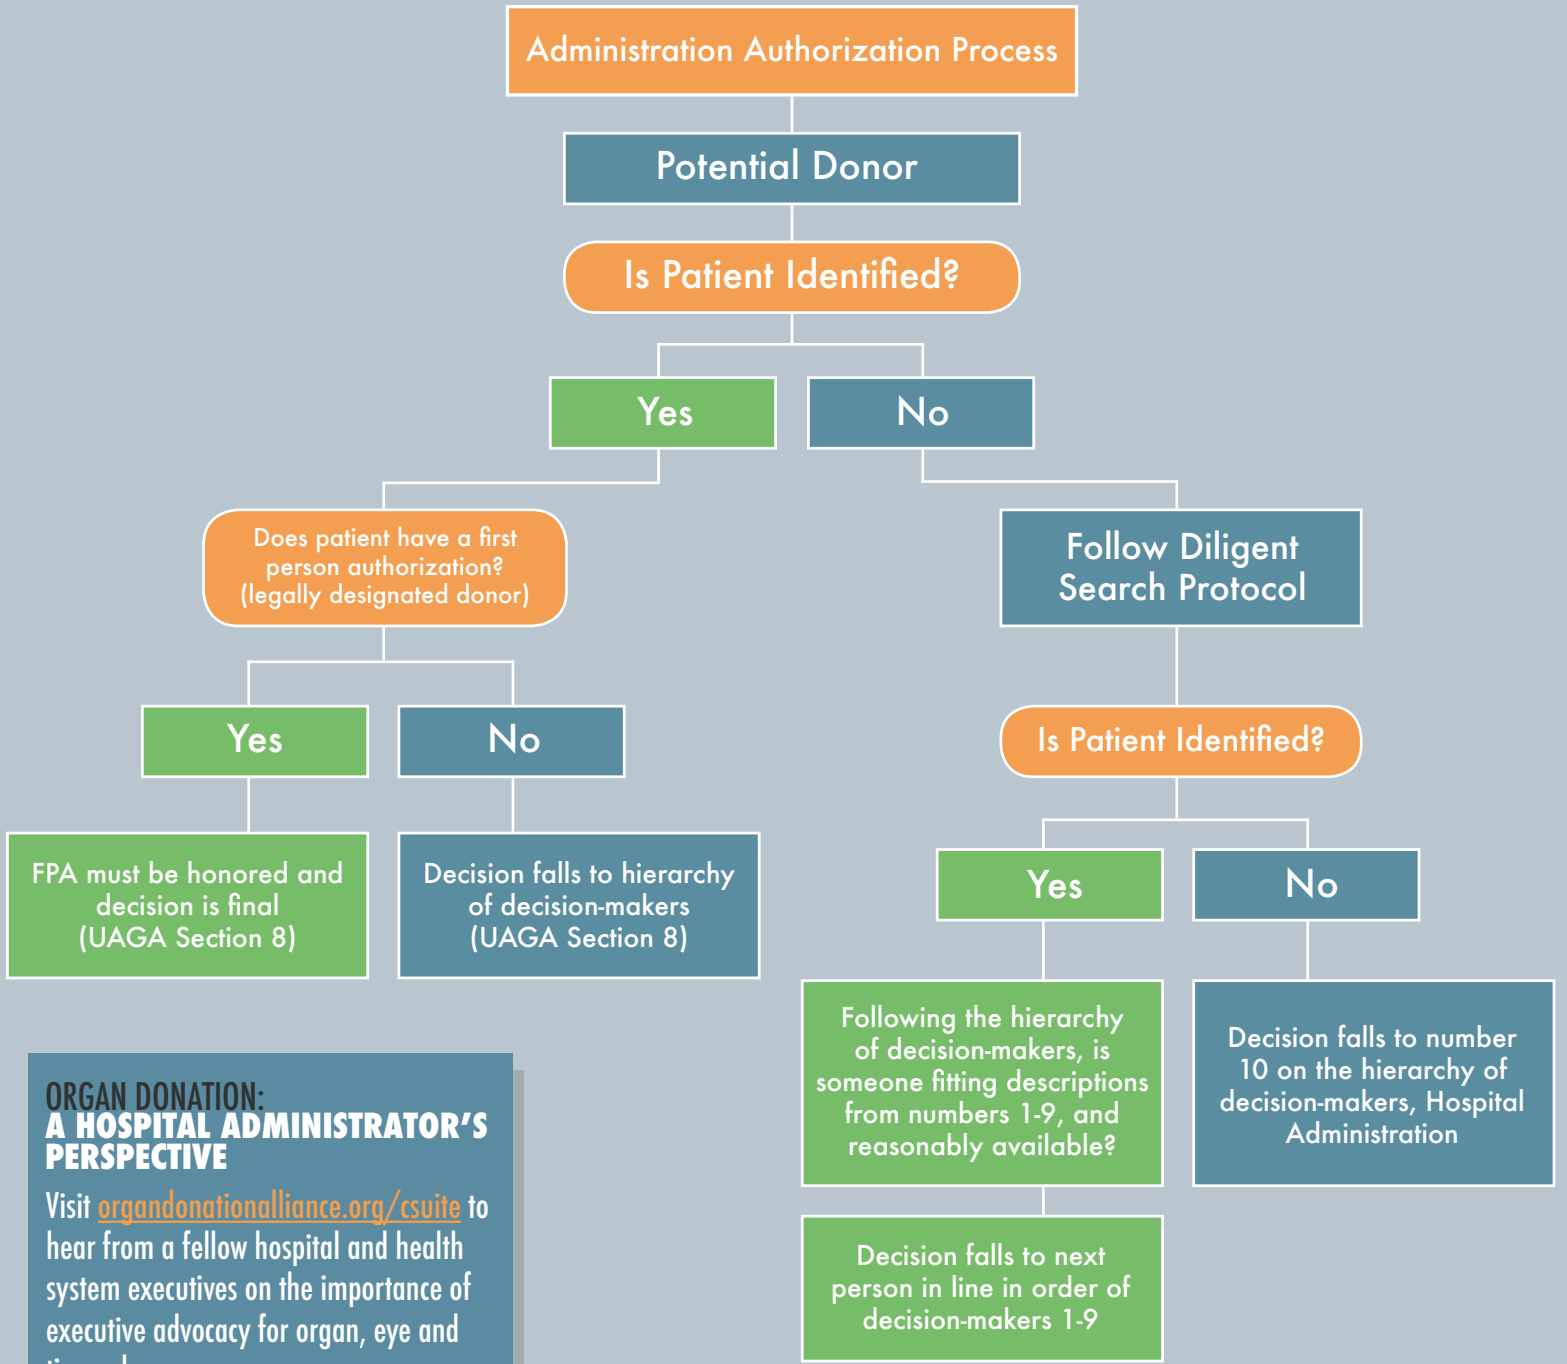 Administration Authorization Process
Potential Donor
Is Patient Identified?
Yes
No
Does patient have a first
person authorization?
(legally designated donor)
Yes
No
FPA must be honored and
decision is final
(UAGA Section 8)
Decision falls to hierarchy
of decision-makers
(UAGA Section 8)
Follow Diligent
Search Protocol
Is Patient Identified?
Yes
No
Following the hierarchy
of decision-makers, is
someone fitting descriptions
from numbers 1-9, and
reasonably available?
Decision falls to next
person in line in order of
decision-makers 1-9
Decision falls to number
10 on the hierarchy of
decision-makers, Hospital
Administration
ORGAN DONATION:
A HOSPITAL ADMINISTRATOR'S
PERSPECTIVE
Visit organdonationalliance.org/csuite to
hear from a fellow hospital and health
system executives on the importance of
executive advocacy for organ, eye and